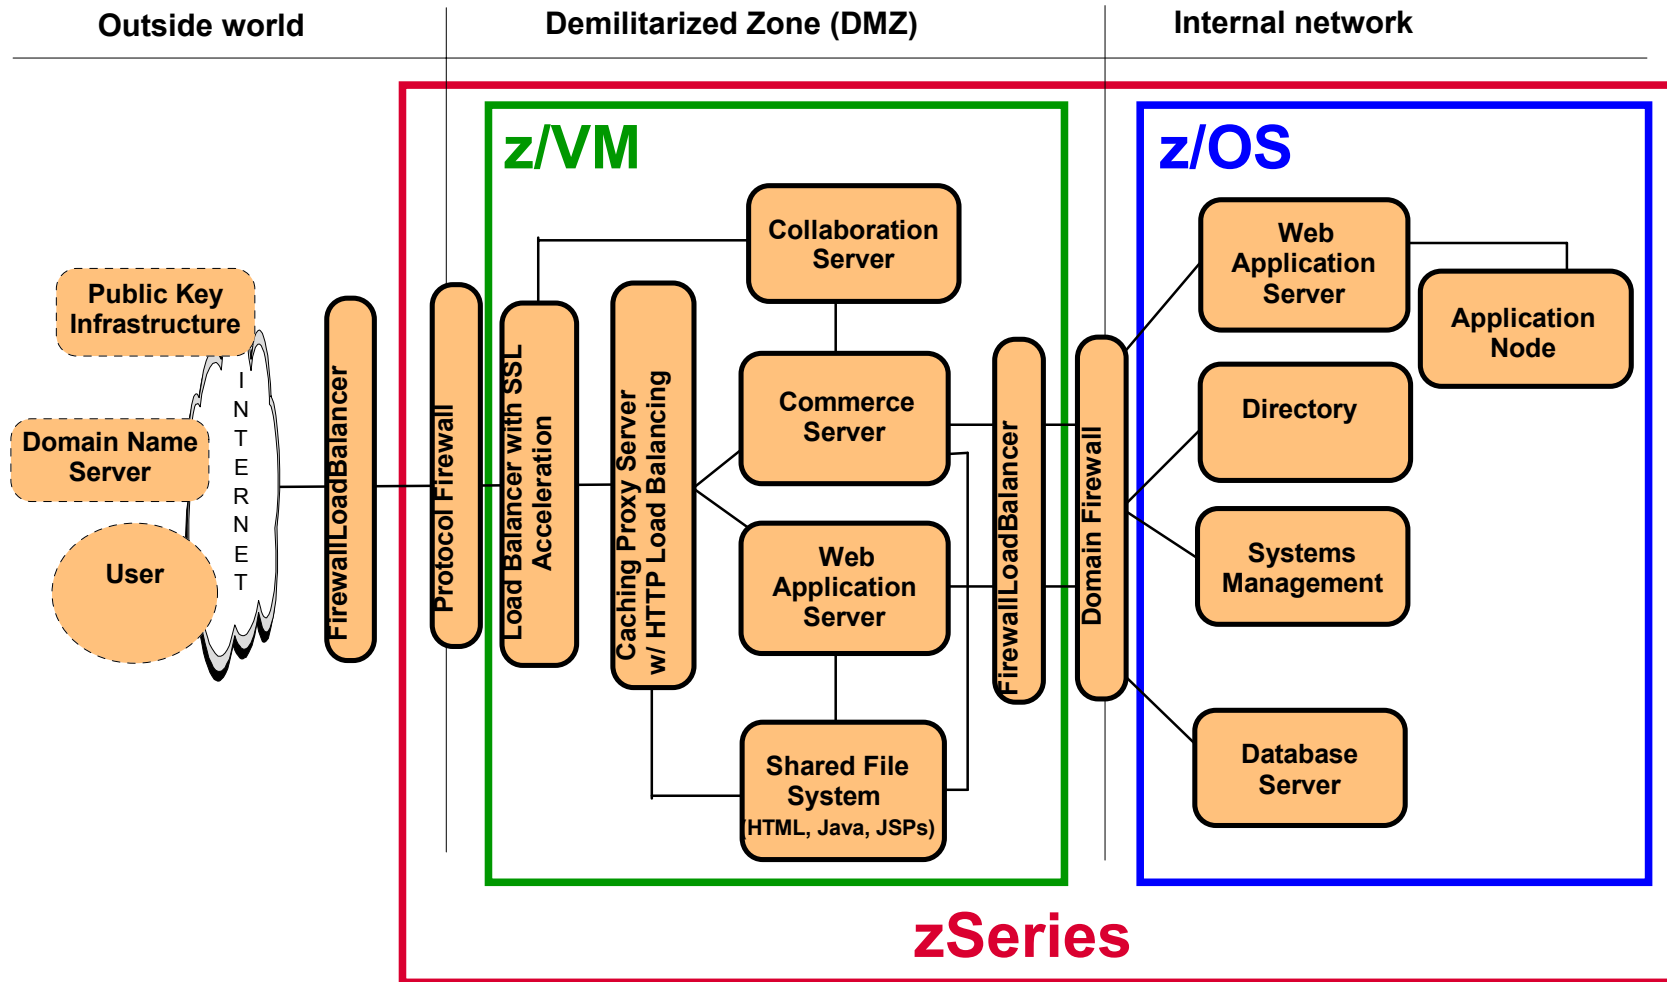 Outside world
Demilitarized Zone (DMZ)
Internal network
z/VM
z/OS
Public Key
Infrastructure
Domain Name
Server
User
INTERNET
FirewallLoadBalancer
Protocol Firewall
Load Balancer with SSL
Acceleration
Caching Proxy Server
w/ HTTP Load Balancing
Collaboration
Server
Commerce
Server
Web
Application
Server
Shared File
System
(HTML, Java, JSPs)
FirewallLoadBalancer
Domain Firewall
Web
Application
Server
Application
Node
Directory
Systems
Management
Database
Server
zSeries